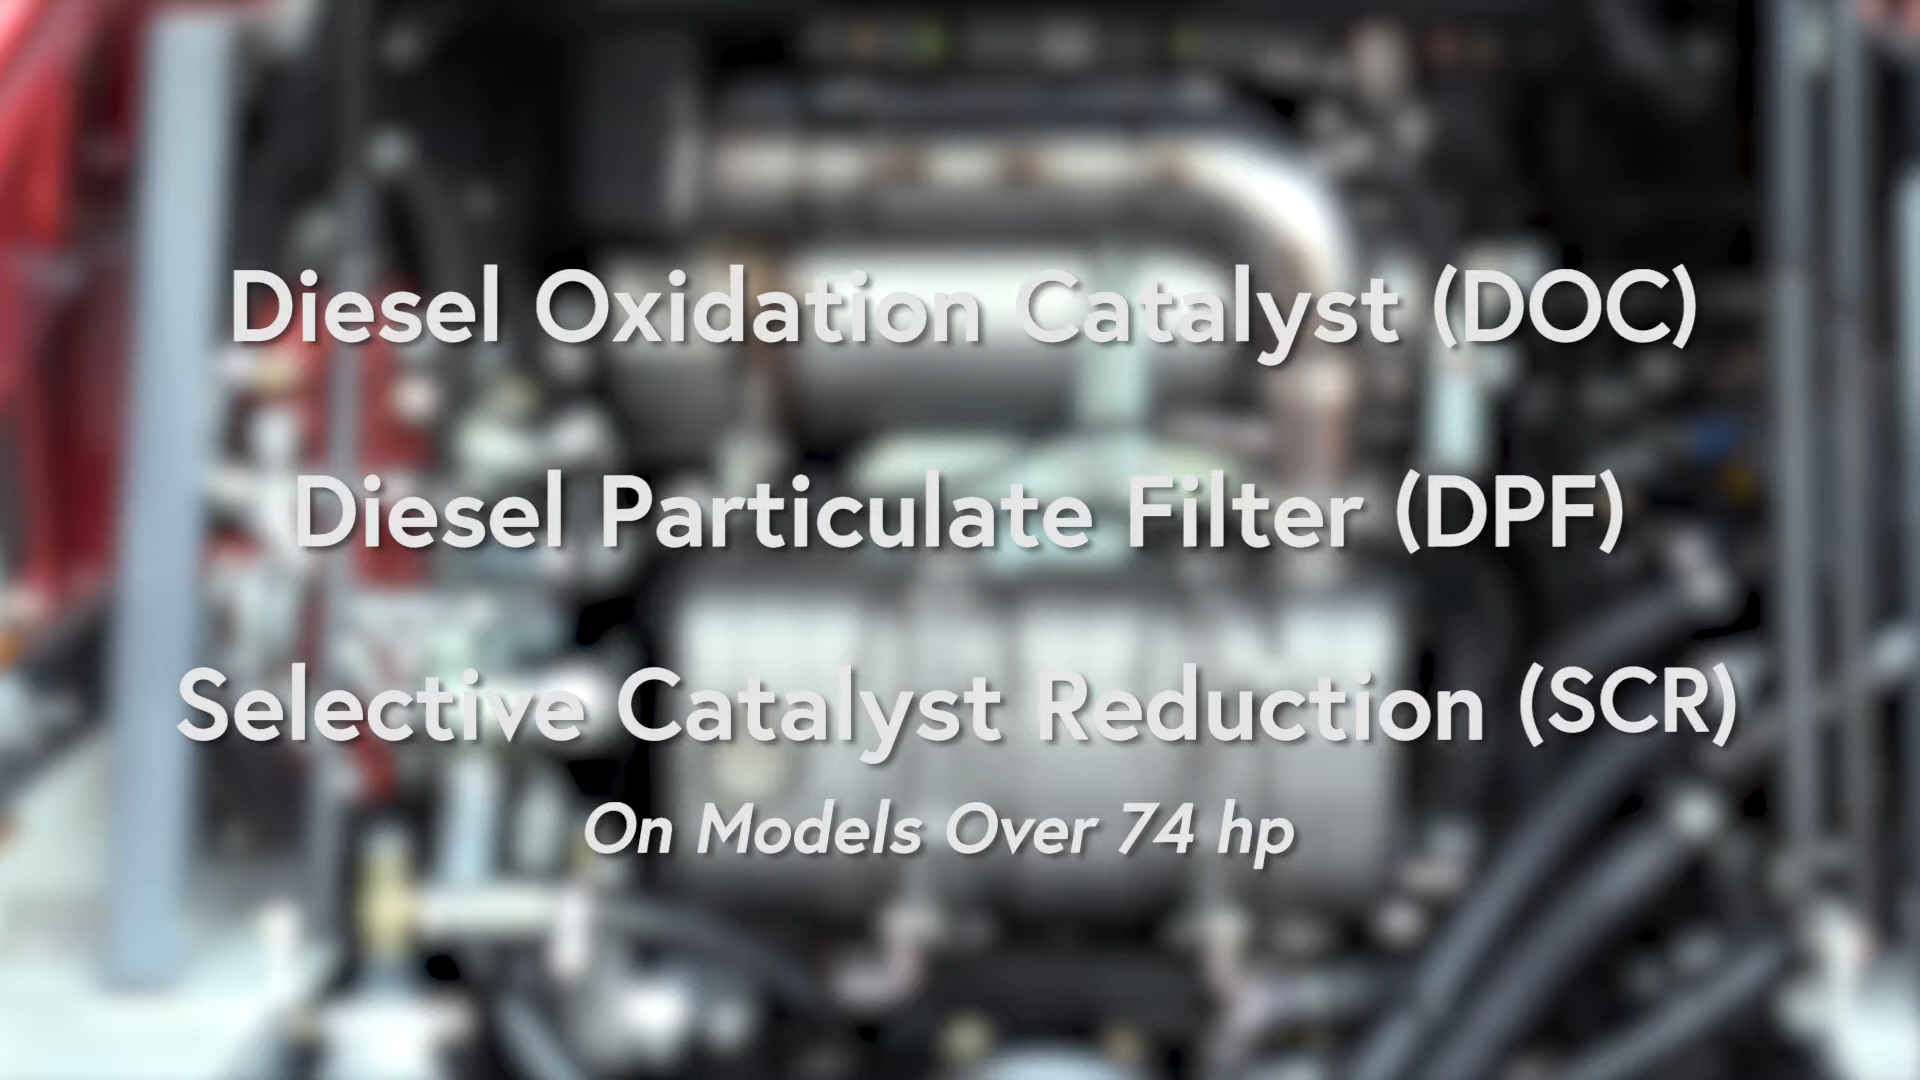 Diesel Oxidation Catalyst (DOC)
Diesel Particulate Filter (DPF)
Selective Catalyst Reduction (SCR)
On Models Over 74 hp